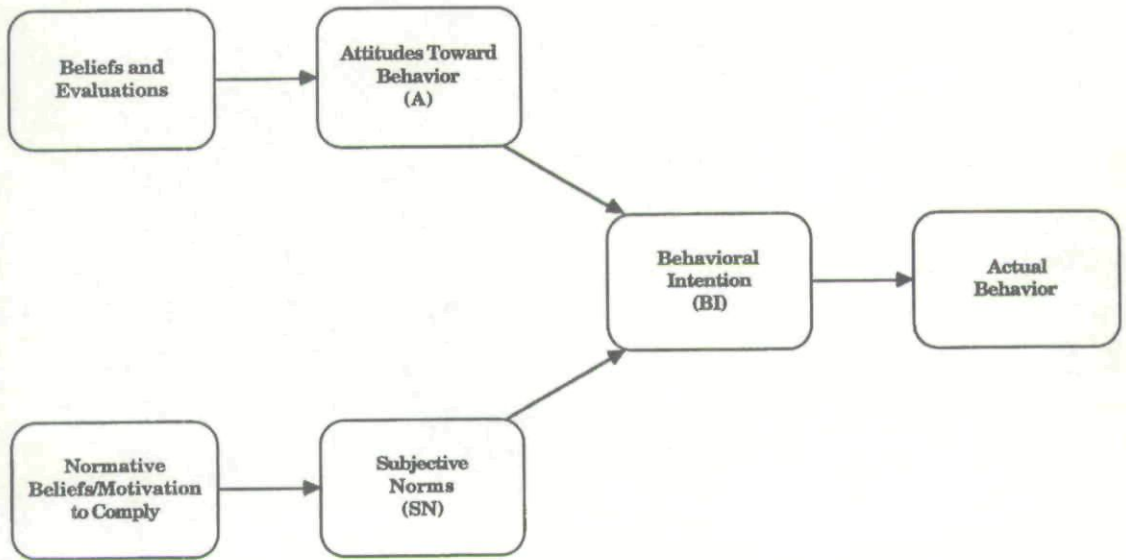 Beliefs and
Evaluations
Attitudes Toward
Behavior
(A)
Behavioral
Intention
(BI)
Actual
Behavior
Normative
Beliefs/Motivation
to Comply
Subjective
Norms
(SN)